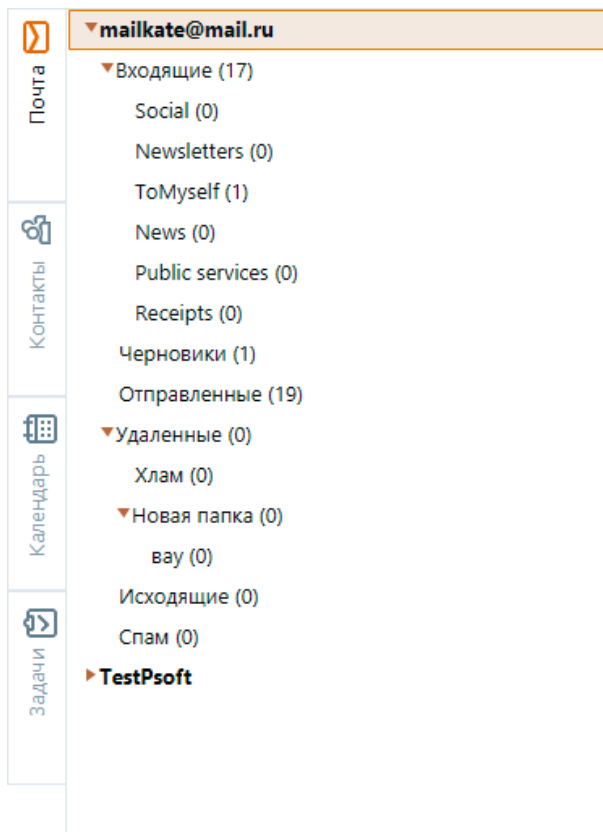 Почта
Контакты
Календарь
Задачи
mailkate@mail.ru
Входящие (17)
Social (0)
Newsletters (0)
ToMyself (1)
News (0)
Public services (0)
Receipts (0)
Черновики (1)
Отправленные (19)
Удаленные (0)
Хлам (0)
Новая папка (0)
вау (0)
Исходящие (0)
Спам (0)
TestPsoft